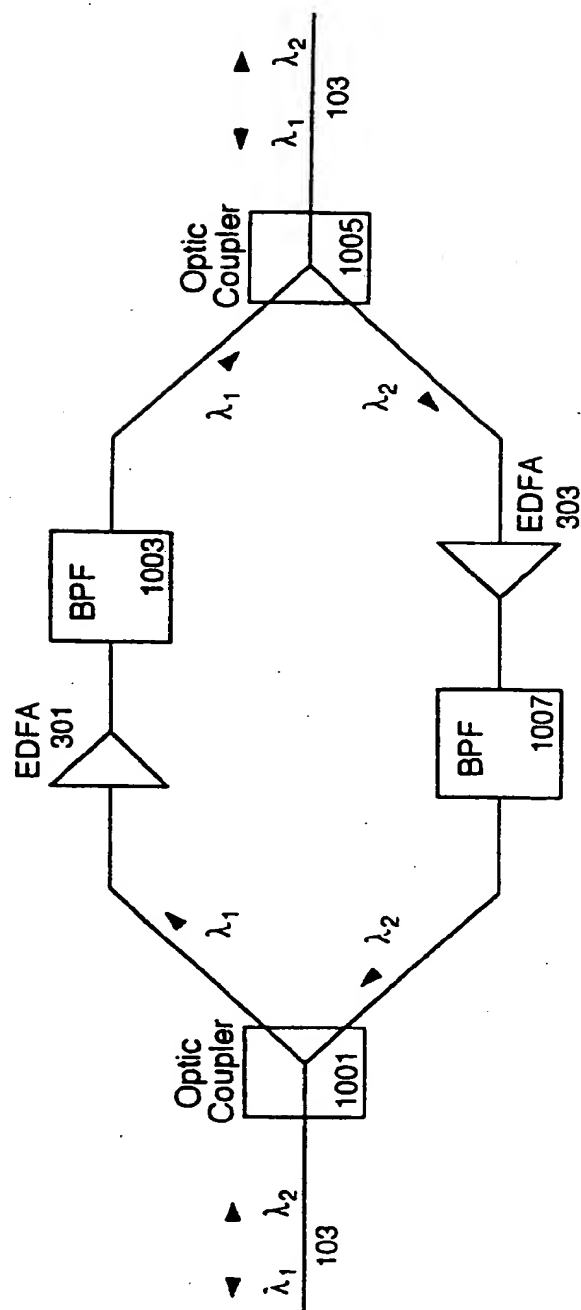 EDFA
301
BPF
1003
λ₁
λ₁
Optic
Coupler
1001
Optic
Coupler
1005
λ₁ λ₂
103
λ₁ λ₂
103
λ₂
λ₂
BPF
1007
EDFA
303